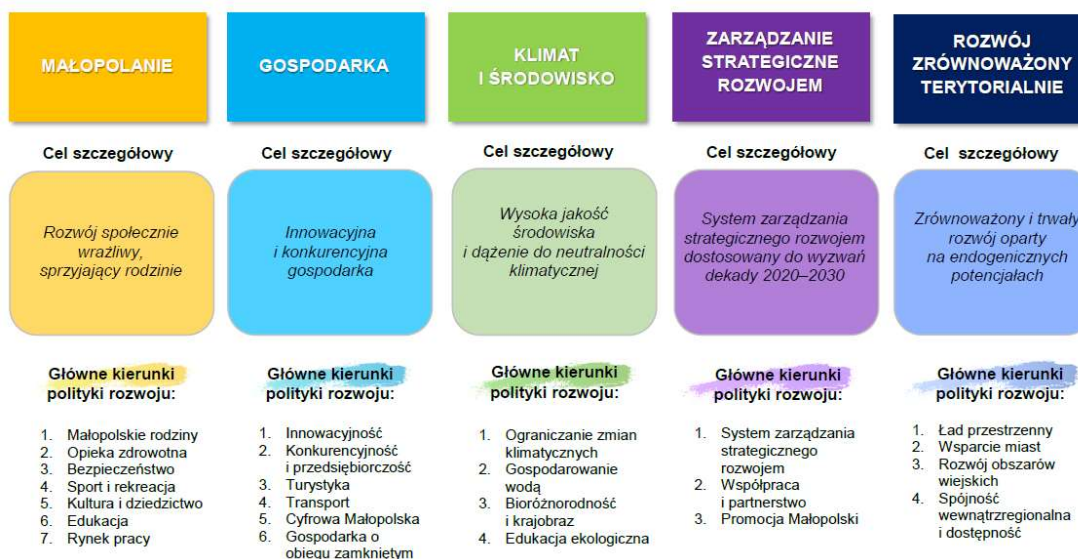 MAŁOPOLANIE
Cel szczegółowy
Rozwój społecznie
wrażliwy,
sprzyjający rodzinie
Główne kierunki
polityki rozwoju:
1. Małopolskie rodziny
2. Opieka zdrowotna
3. Bezpieczeństwo
4. Sport i rekreacja
5. Kultura i dziedzictwo
6. Edukacja
7. Rynek pracy
GOSPODARKA
Cel szczegółowy
Innowacyjna
i konkurencyjna
gospodarka
Główne kierunki
polityki rozwoju:
1. Innowacyjność
2. Konkurencyjność
i przedsiębiorczość
3. Turystyka
4. Transport
5. Cyfrowa Małopolska
6. Gospodarka o
obiegu zamkniętym
KLIMAT
I ŚRODOWISKO
Cel szczegółowy
Wysoka jakość
środowiska
i dążenie do neutralności
klimatycznej
Główne kierunki
polityki rozwoju:
1. Ograniczanie zmian
klimatycznych
2. Gospodarowanie
wodą
3. Bioróżnorodność
i krajobraz
4. Edukacja ekologiczna
ZARZĄDZANIE
STRATEGICZNE
ROZWOJEM
Cel szczegółowy
System zarządzania
strategicznego rozwojem
dostosowany do wyzwań
dekady 2020–2030
Główne kierunki
polityki rozwoju:
1. System zarządzania
strategicznego
rozwojem
2. Współpraca
i partnerstwo
3. Promocja Małopolski
ROZWÓJ
ZRÓWNOWAŻONY
TERYTORIALNIE
Cel szczegółowy
Zrównoważony i trwały
rozwój oparty
na endogenicznych
potencjałach
Główne kierunki
polityki rozwoju:
1. Ład przestrzenny
2. Wsparcie miast
3. Rozwój obszarów
wiejskich
4. Spójność
wewnątrzregionalna
i dostępność